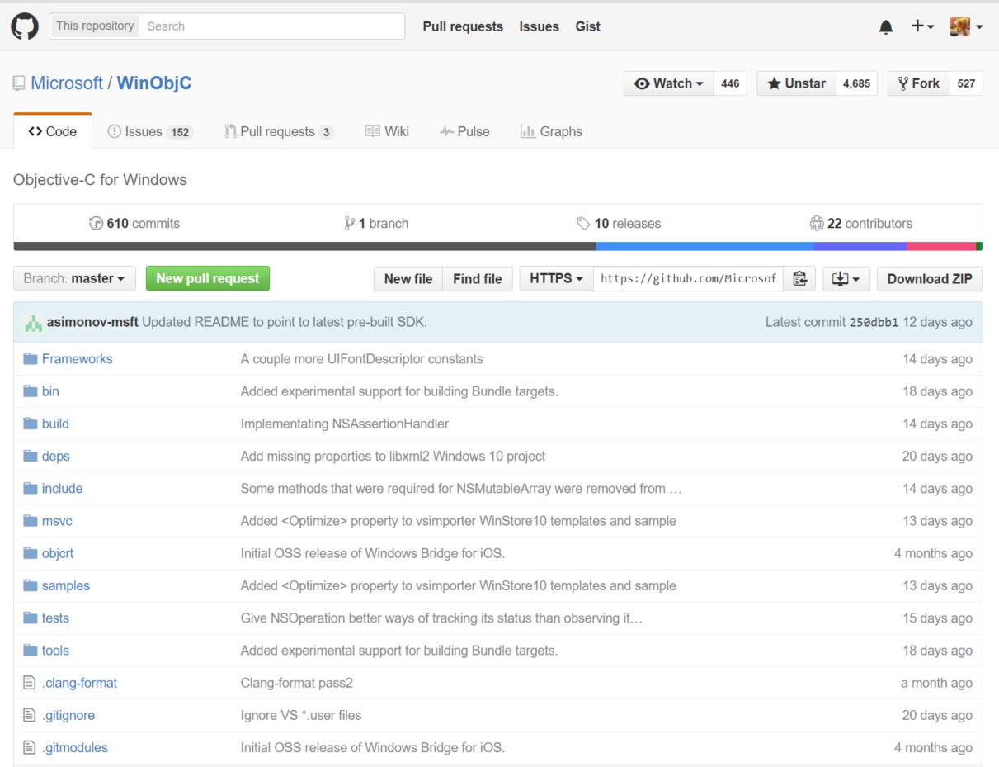 This repository Search Pull requests Issues Gist
Microsoft / WinObjC Watch 446 Unstar 4,685 Fork 527
Code Issues 152 Pull requests 3 Wiki Pulse Graphs
Objective-C for Windows
610 commits 1 branch 10 releases 22 contributors
Branch: master New pull request New file Find file HTTPS https://github.com/Microsof Download ZIP
asimonov-msft Updated README to point to latest pre-built SDK. Latest commit 250dbb1 12 days ago
Frameworks A couple more UIFontDescriptor constants 14 days ago
bin Added experimental support for building Bundle targets. 18 days ago
build Implementating NSAssertionHandler 14 days ago
deps Add missing properties to libxml2 Windows 10 project 20 days ago
include Some methods that were required for NSMutableArray were removed from … 14 days ago
msvc Added <Optimize> property to vsimporter WinStore10 templates and sample 13 days ago
objcrt Initial OSS release of Windows Bridge for iOS. 4 months ago
samples Added <Optimize> property to vsimporter WinStore10 templates and sample 13 days ago
tests Give NSOperation better ways of tracking its status than observing it… 15 days ago
tools Added experimental support for building Bundle targets. 18 days ago
.clang-format Clang-format pass2 a month ago
.gitignore Ignore VS *.user files 20 days ago
.gitmodules Initial OSS release of Windows Bridge for iOS. 4 months ago